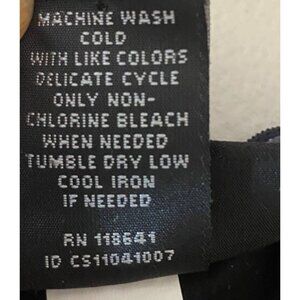 MACHINE WASH
COLD
WITH LIKE COLORS
DELICATE CYCLE
ONLY NON-
CHLORINE BLEACH
WHEN NEEDED
TUMBLE DRY LOW
COOL IRON
IF NEEDED
RN 118641
ID CS11041007